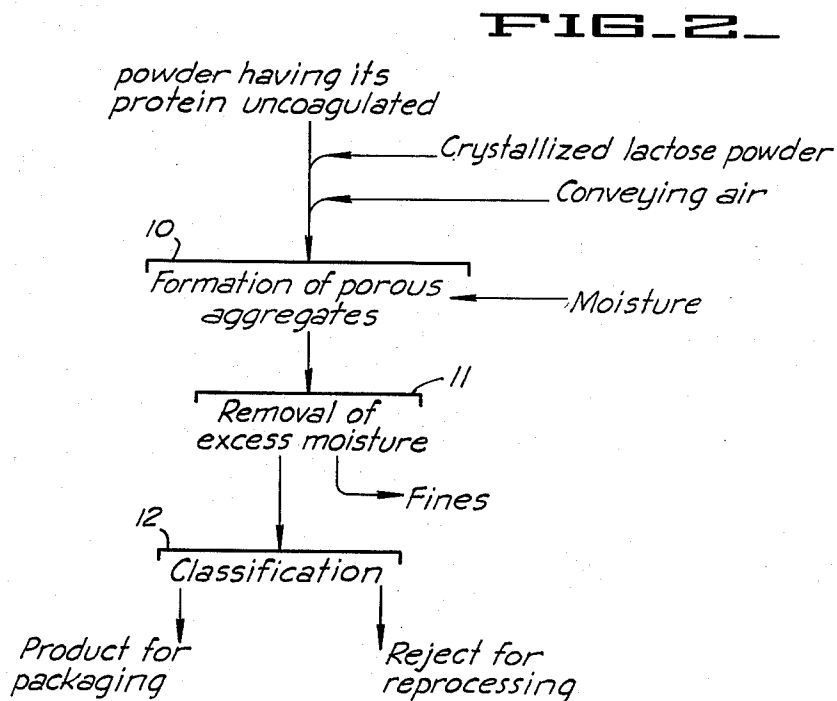 FIG_2_
powder having its
protein uncoagulated
Crystallized lactose powder
Conveying air
10
Formation of porous
aggregates
Moisture
11
Removal of
excess moisture
Fines
12
Classification
Product for
packaging
Reject for
reprocessing